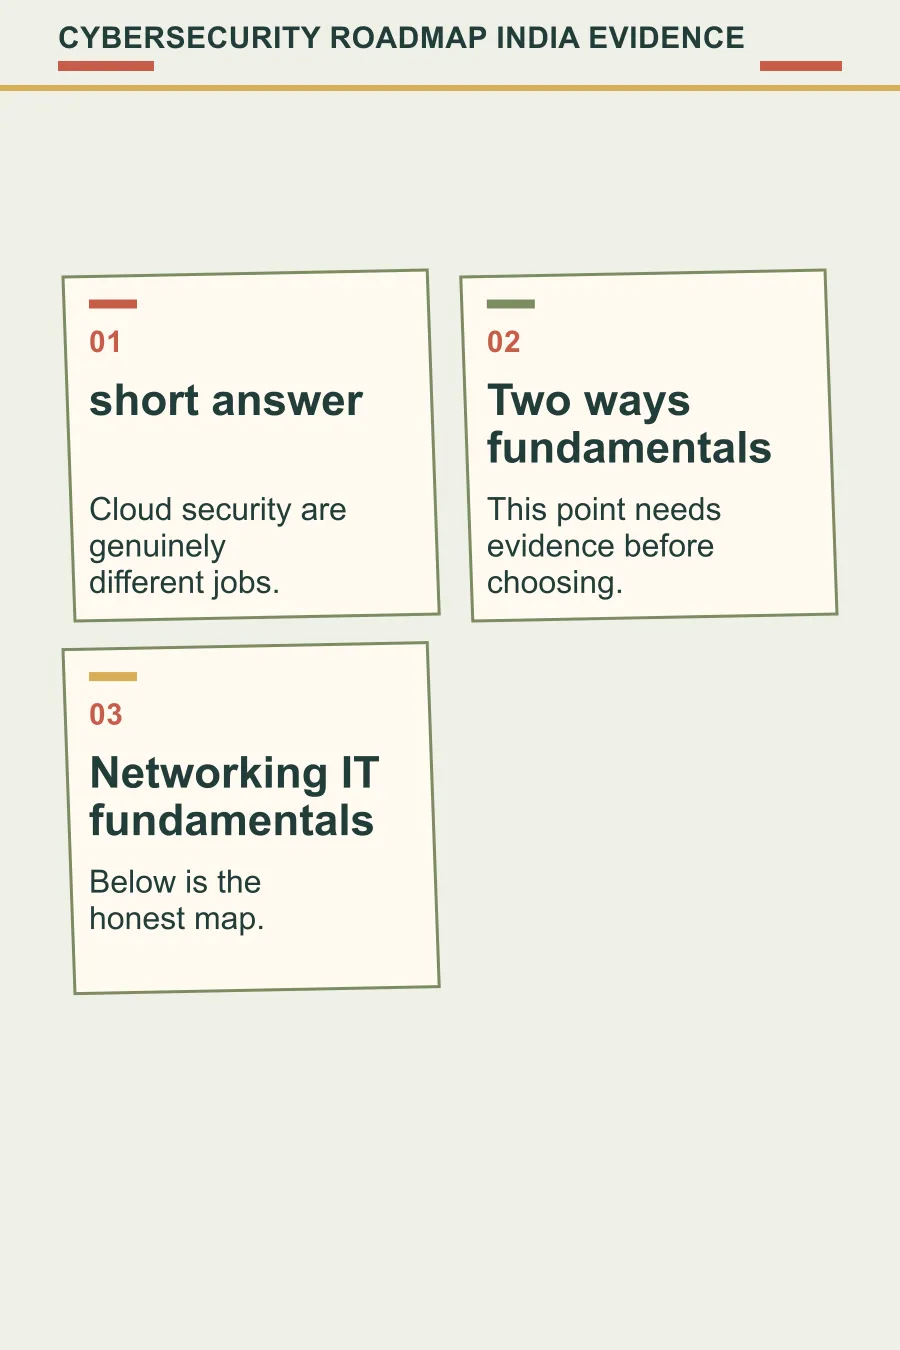 CYBERSECURITY ROADMAP INDIA EVIDENCE
01
short answer
Cloud security are
genuinely
different jobs.
02
Two ways
fundamentals
This point needs
evidence before
choosing.
03
Networking IT
fundamentals
Below is the
honest map.